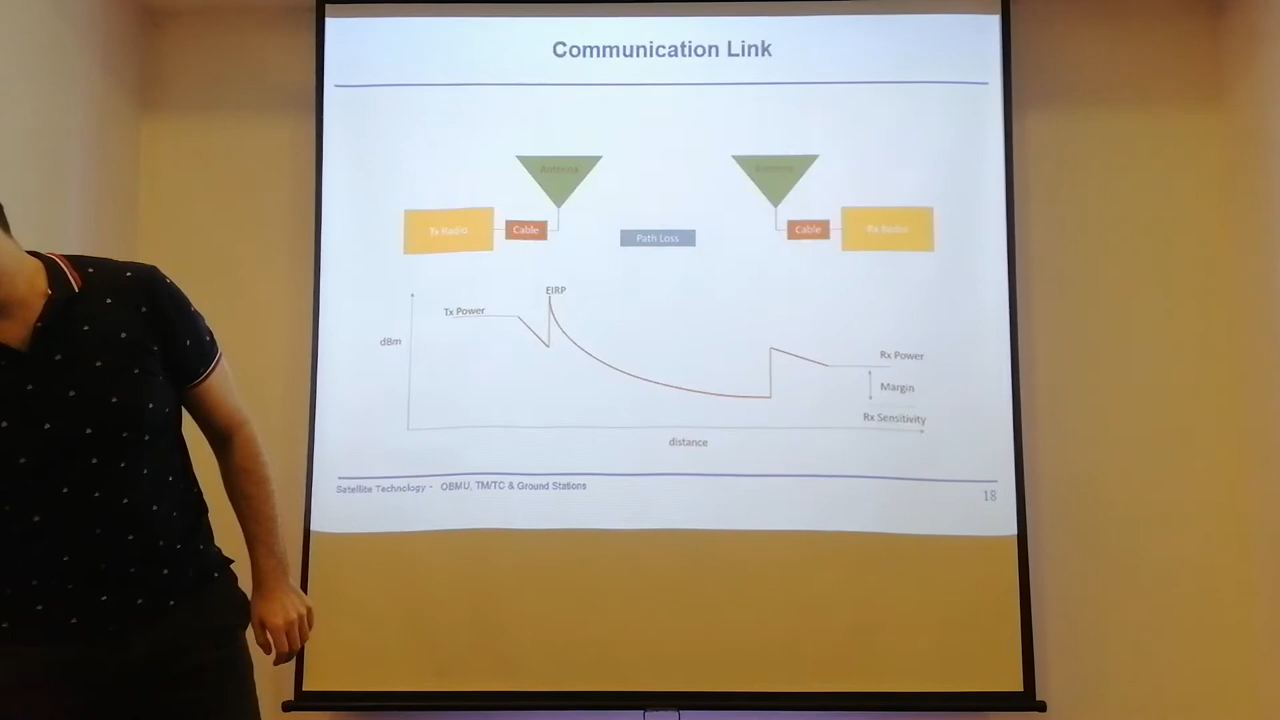 Communication Link
Antenna
Antenna
Tx Radio
Cable
Path Loss
Cable
Rx Radio
EIRP
Tx Power
dBm
Rx Power
Margin
Rx Sensitivity
distance
Satellite Technology - OBMU, TM/TC & Ground Stations
18